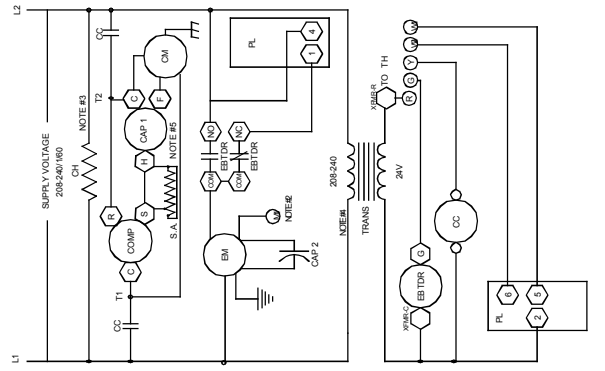 L2
L1
SUPPLY VOLTAGE
208-240/1/60
NOTE #3
CH
CC
T2
CM
C
F
CAP 1
H
NOTE #5
R
S
S.A.
COMP
C
T1
CC
PL
4
1
NO
NC
EBTDR
EBTDR
COM
COM
NOTE#2
EM
CAP 2
208-240
NOTE#4
TRANS
24V
TO TH
Y
G
R
XFMR-R
CC
G
EBTDR
XFMR-C
PL
6
5
2